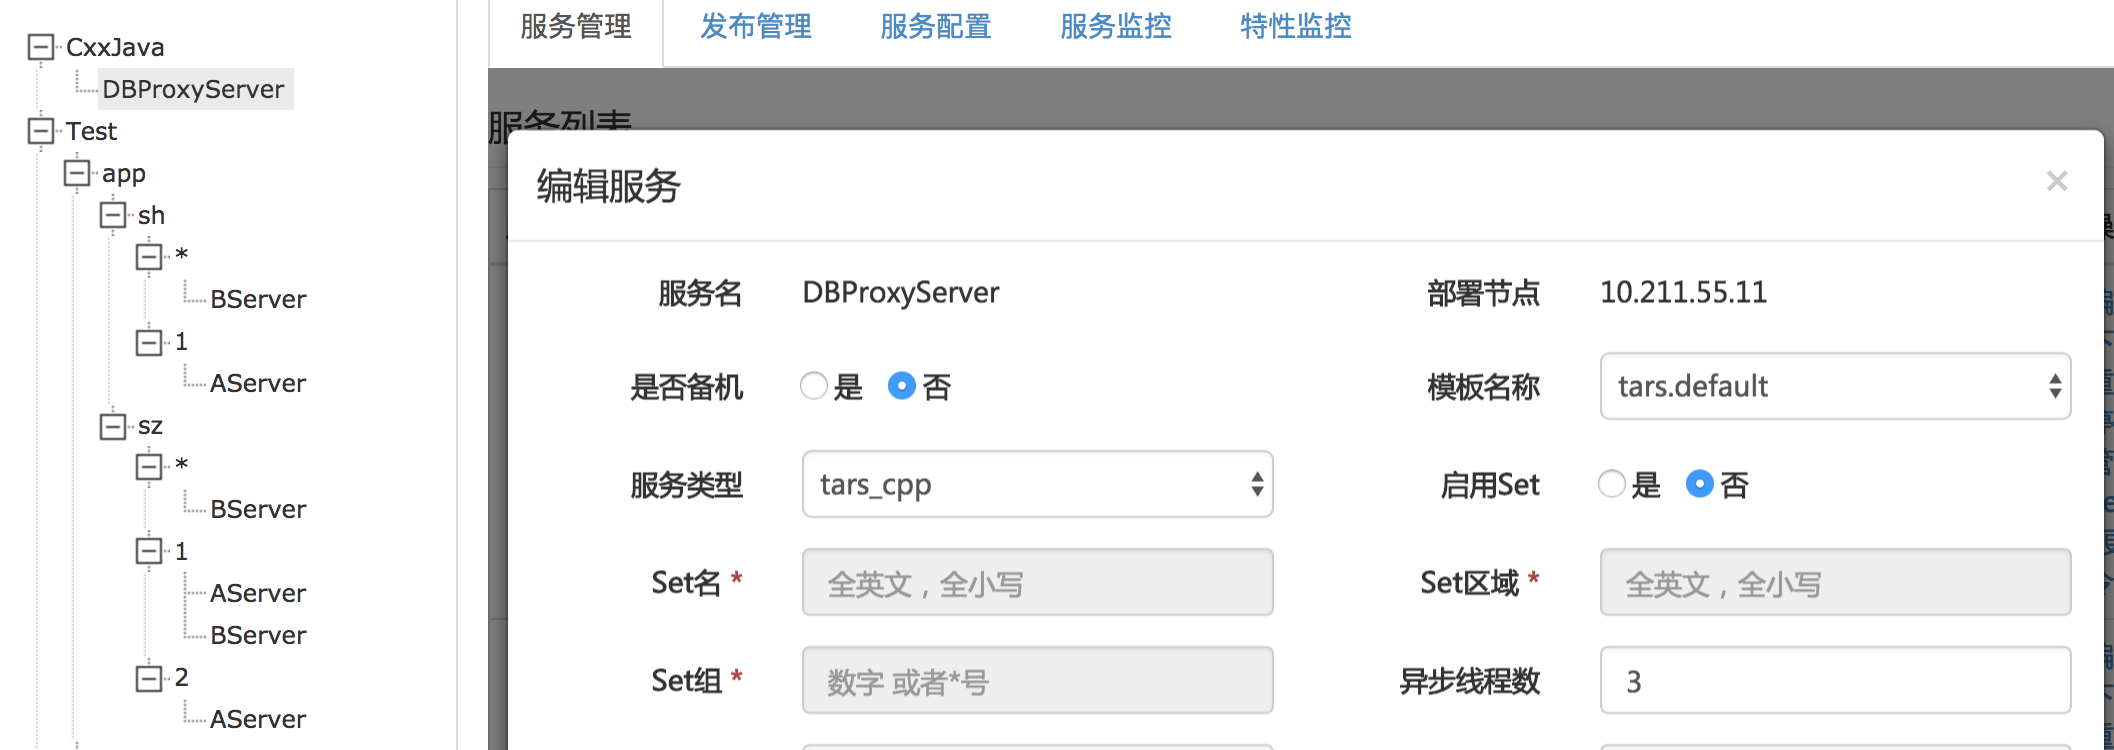 CxxJava
DBProxyServer
Test
app
sh
*
BServer
1
AServer
sz
*
BServer
1
AServer
BServer
2
AServer
服务管理 发布管理 服务配置 服务监控 特性监控
服务列表
编辑服务 ×
服务名 DBProxyServer 部署节点 10.211.55.11
是否备机 是 否 模板名称 tars.default
服务类型 tars_cpp 启用Set 是 否
Set名 * 全英文，全小写 Set区域 * 全英文，全小写
Set组 * 数字 或者*号 异步线程数 3